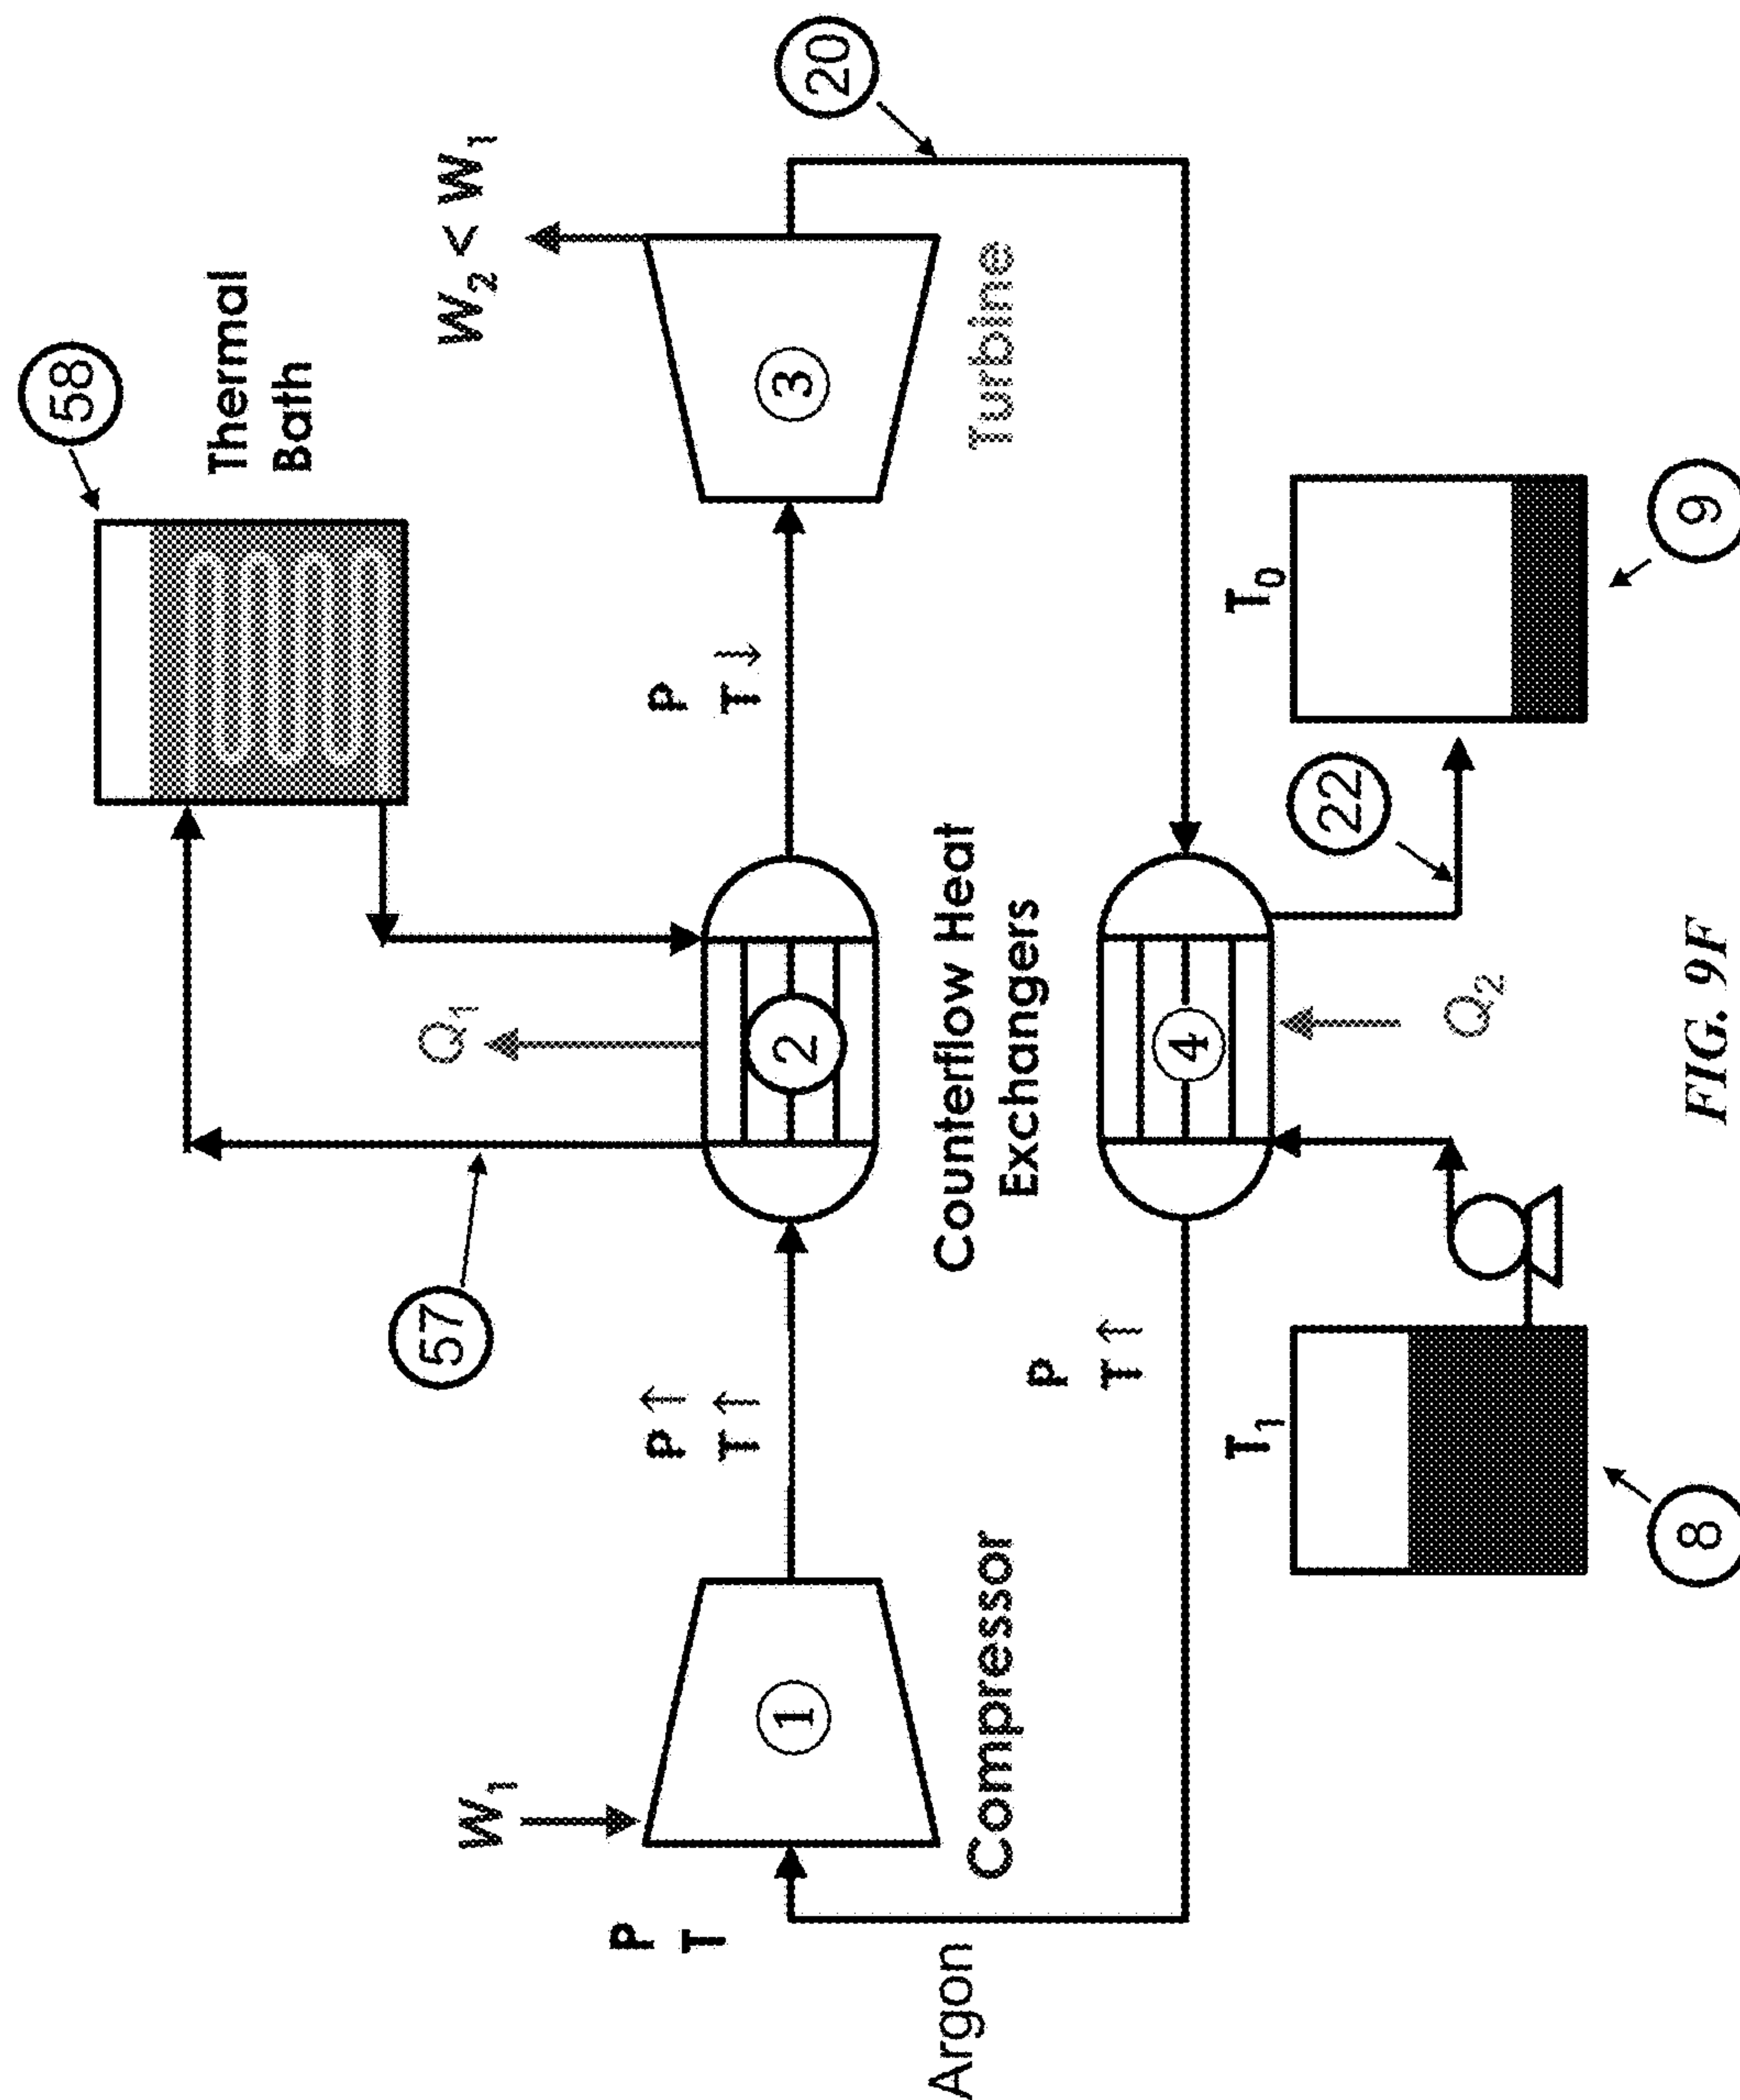 58
Thermal
Bath
20
W₂ < W₁
57
Q₁
W₁
P↑
T↑
P
T↓
P
T
1
2
3
Compressor
Turbine
Counterflow Heat
Exchangers
Argon
P
T↑
4
T₁
T₀
22
Q₂
8
9
FIG. 9F